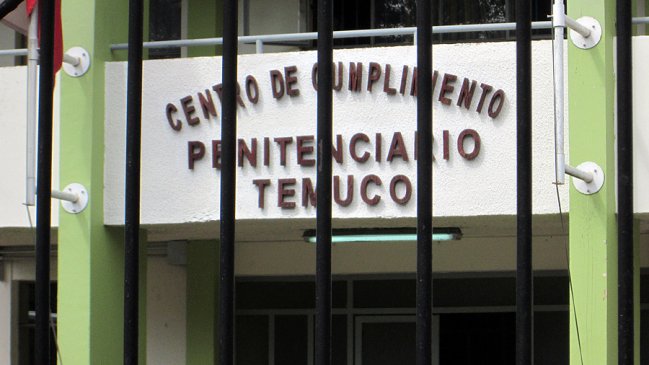 CENTRO DE CUMPLIMIENTO
PENITENCIARIO
TEMUCO